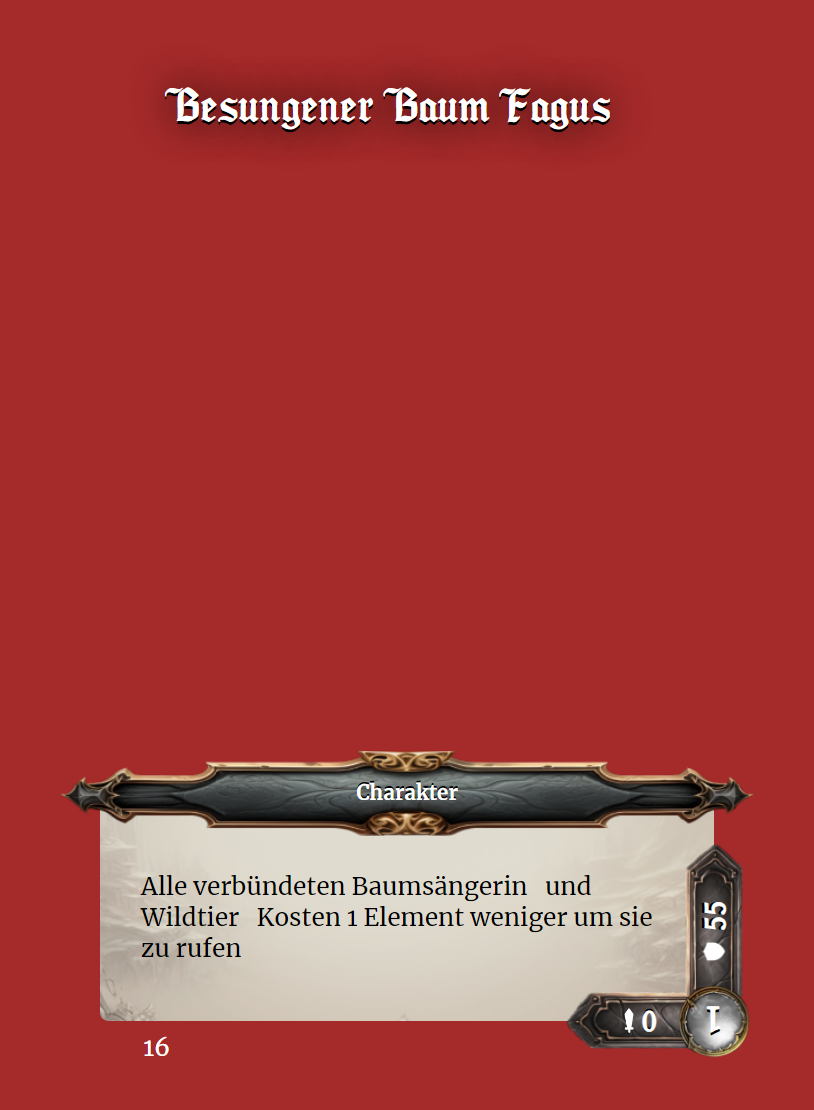 Besungener Baum Fagus
Charakter
Alle verbündeten Baumsängerin und
Wildtier Kosten 1 Element weniger um sie
zu rufen
55
0
1
16